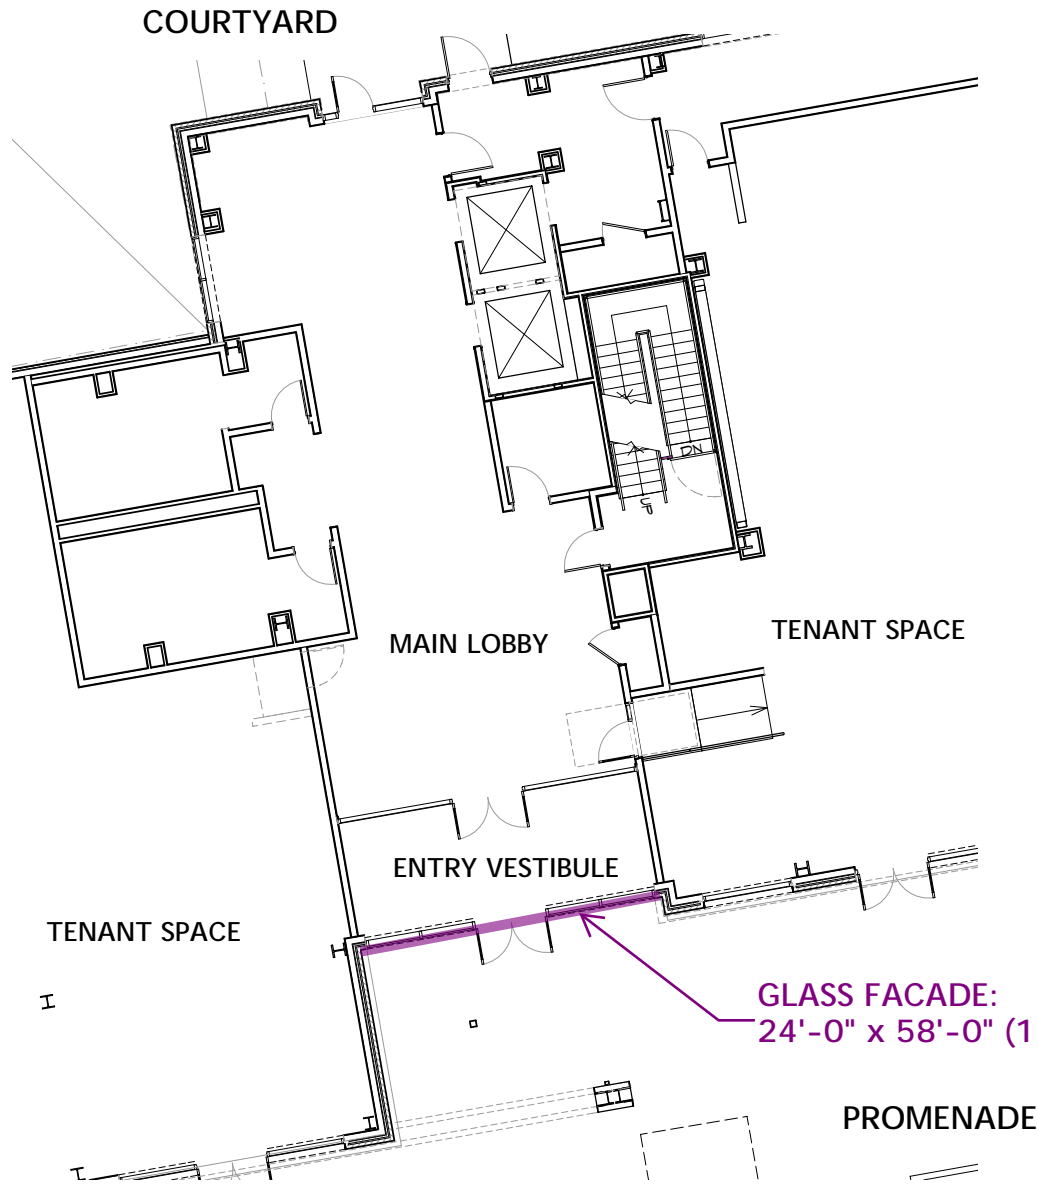 COURTYARD
DN
UP
MAIN LOBBY
TENANT SPACE
ENTRY VESTIBULE
TENANT SPACE
GLASS FACADE:
24'-0" x 58'-0" (1
PROMENADE